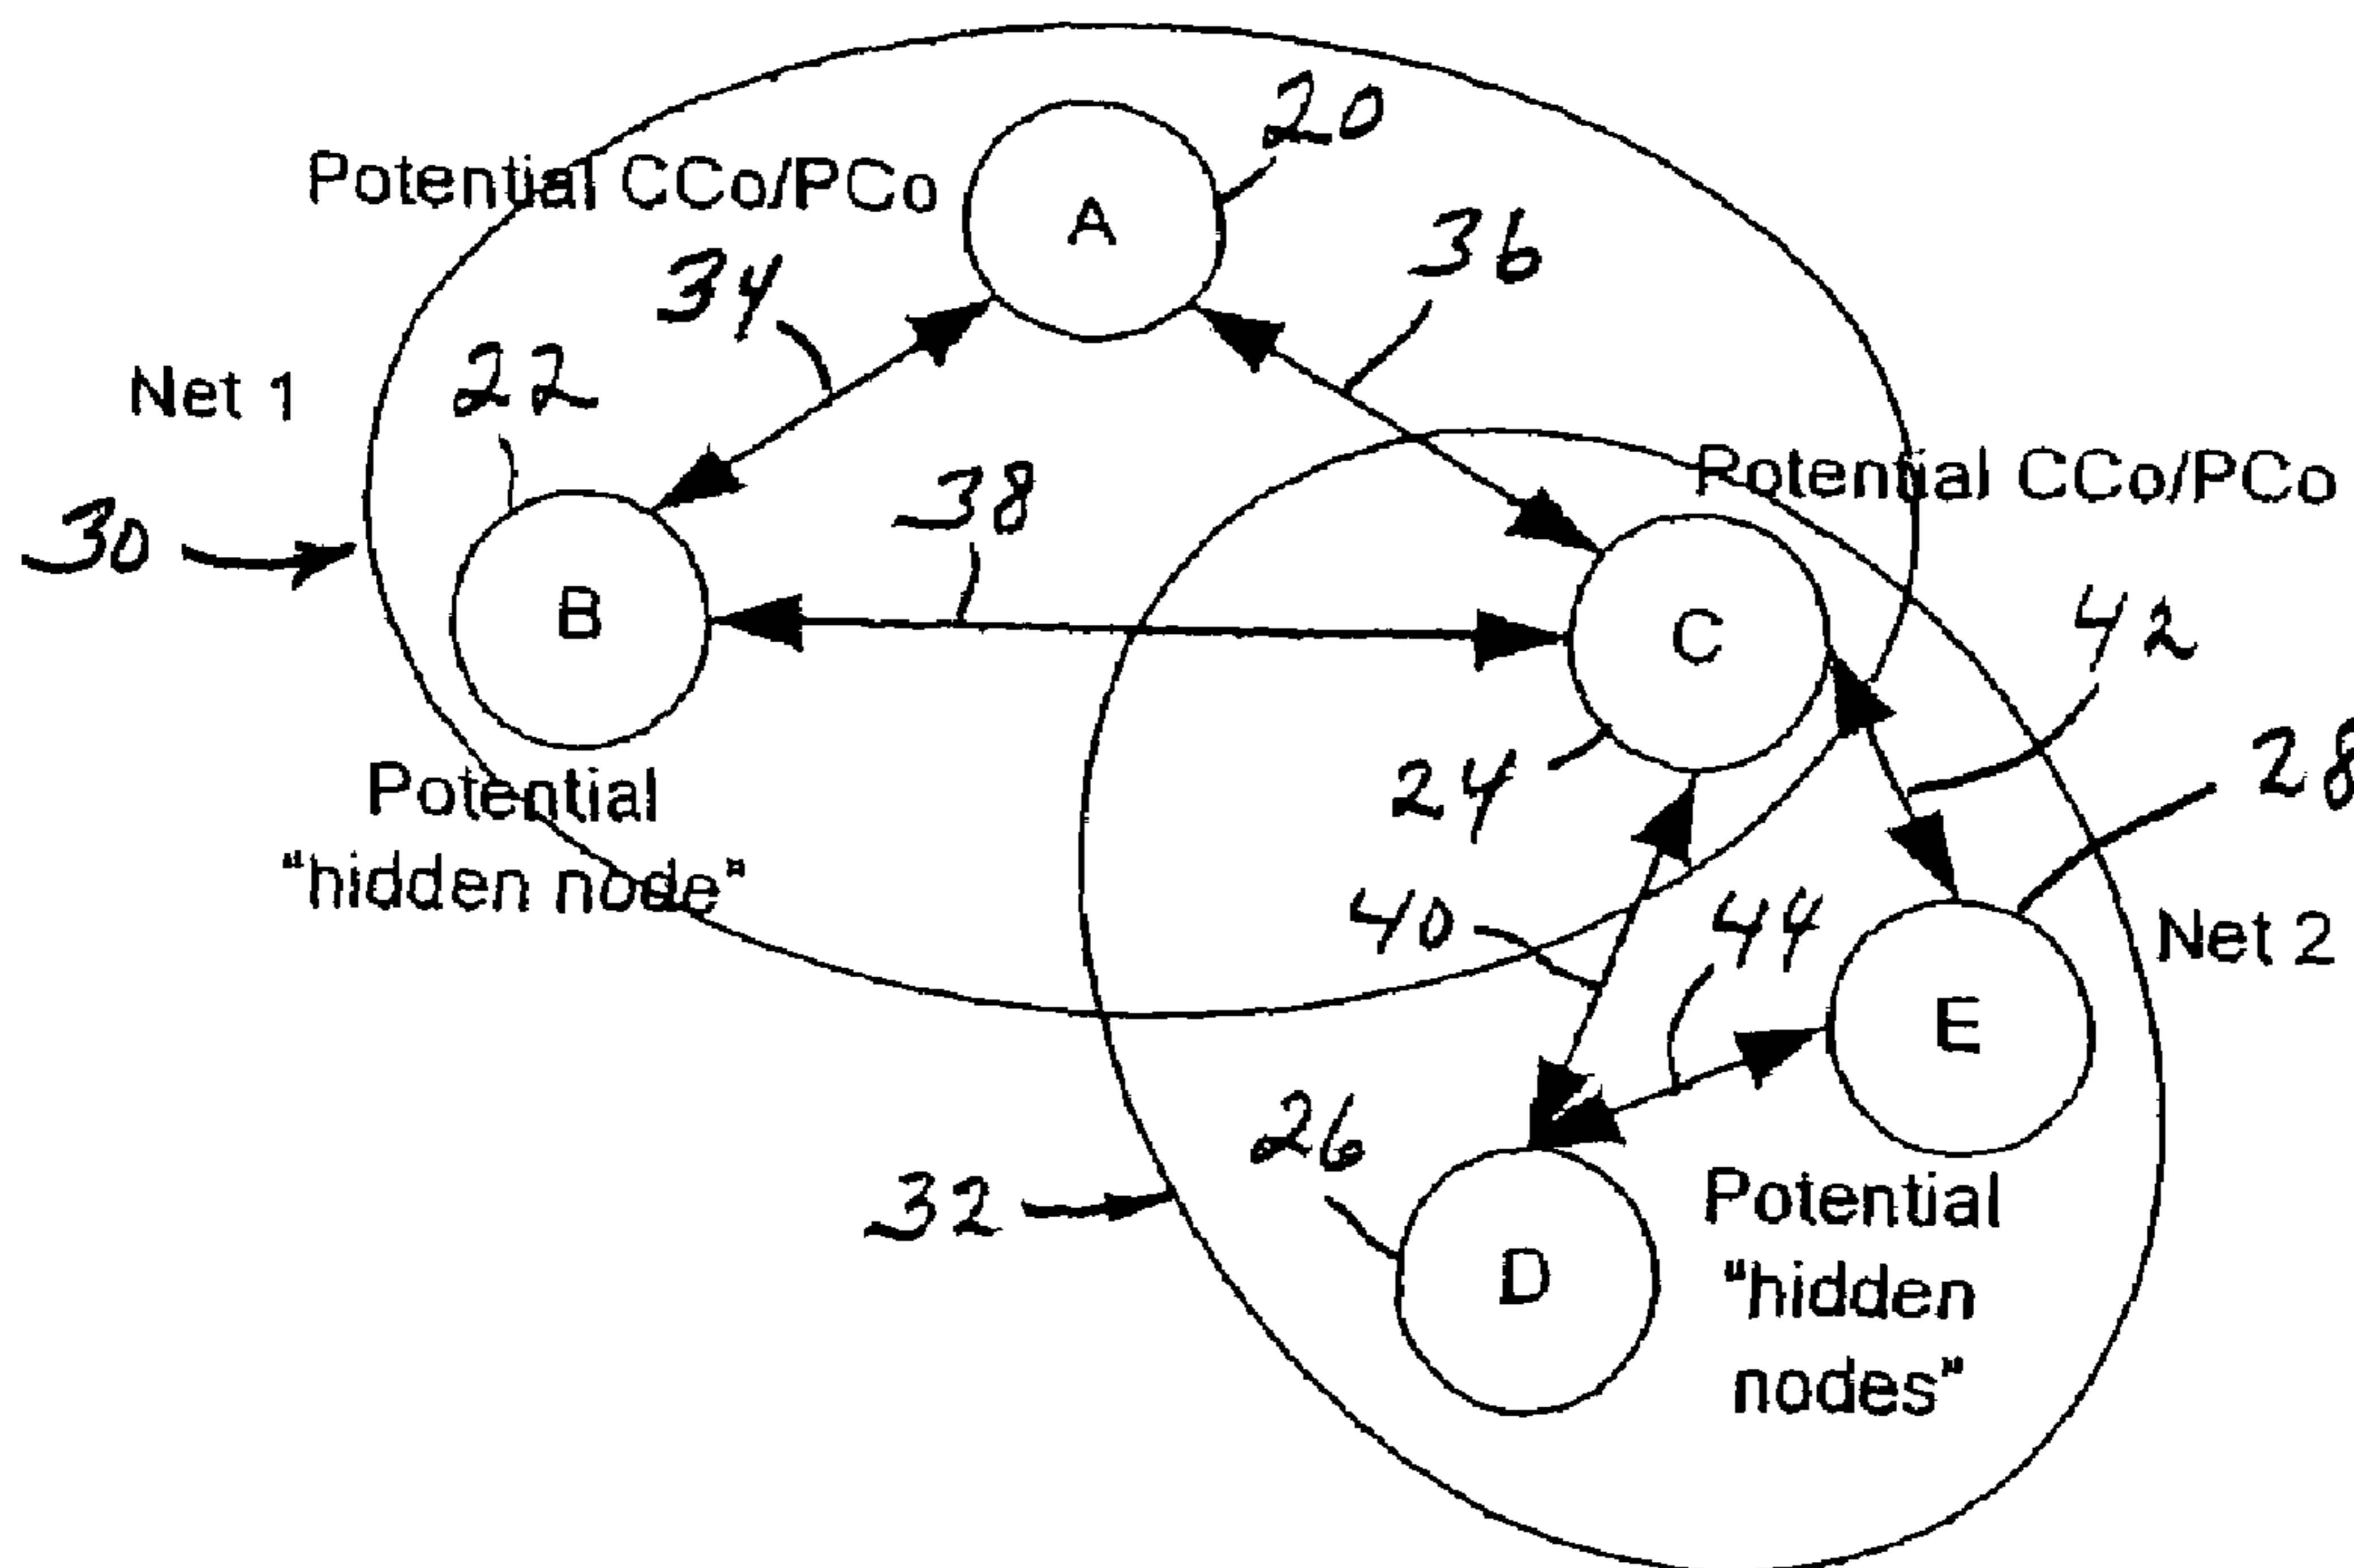 20
Potential CCo/PCo
A
36
34
Net 1
22
38
Potential CCo/PCo
30
B
C
42
24
28
Potential
"hidden node"
40
44
Net 2
E
26
32
D
Potential
"hidden
nodes"